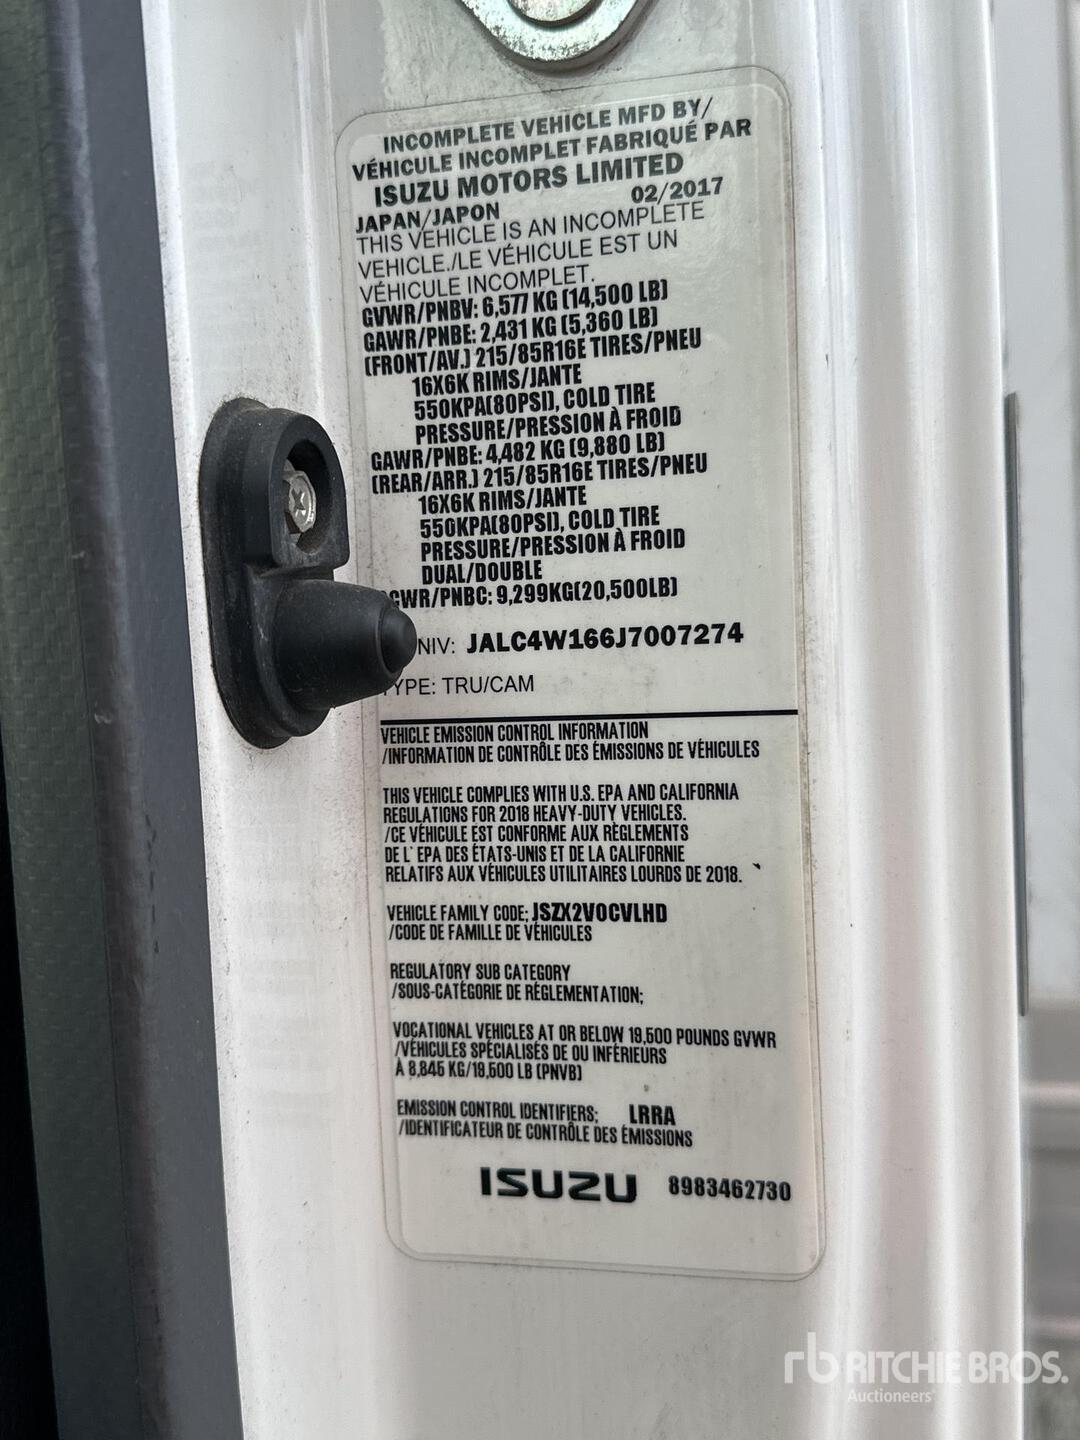 INCOMPLETE VEHICLE MFD BY/
VÉHICULE INCOMPLET FABRIQUÉ PAR
ISUZU MOTORS LIMITED
JAPAN/JAPON 02/2017
THIS VEHICLE IS AN INCOMPLETE
VEHICLE./LE VÉHICULE EST UN
VÉHICULE INCOMPLET.
GVWR/PNBV: 6,577 KG (14,500 LB)
GAWR/PNBE: 2,431 KG (5,360 LB)
(FRONT/AV.) 215/85R16E TIRES/PNEU
16X6K RIMS/JANTE
550KPA(80PSI), COLD TIRE
PRESSURE/PRESSION À FROID
GAWR/PNBE: 4,482 KG (9,880 LB)
(REAR/ARR.) 215/85R16E TIRES/PNEU
16X6K RIMS/JANTE
550KPA(80PSI), COLD TIRE
PRESSURE/PRESSION À FROID
DUAL/DOUBLE
CWR/PNBC: 9,299KG(20,500LB)
NIV: JALC4W166J7007274
TYPE: TRU/CAM
VEHICLE EMISSION CONTROL INFORMATION
/INFORMATION DE CONTRÔLE DES ÉMISSIONS DE VÉHICULES
THIS VEHICLE COMPLIES WITH U.S. EPA AND CALIFORNIA
REGULATIONS FOR 2018 HEAVY-DUTY VEHICLES.
/CE VÉHICULE EST CONFORME AUX RÈGLEMENTS
DE L' EPA DES ÉTATS-UNIS ET DE LA CALIFORNIE
RELATIFS AUX VÉHICULES UTILITAIRES LOURDS DE 2018.
VEHICLE FAMILY CODE; JSZX2VOCVLHD
/CODE DE FAMILLE DE VÉHICULES
REGULATORY SUB CATEGORY
/SOUS-CATÉGORIE DE RÉGLEMENTATION;
VOCATIONAL VEHICLES AT OR BELOW 19,500 POUNDS GVWR
/VÉHICULES SPÉCIALISÉS DE OU INFÉRIEURS
À 8,845 KG/19,500 LB (PNVB)
EMISSION CONTROL IDENTIFIERS; LRRA
/IDENTIFICATEUR DE CONTRÔLE DES ÉMISSIONS
ISUZU 8983462730
rb RITCHIE BROS.
Auctioneers